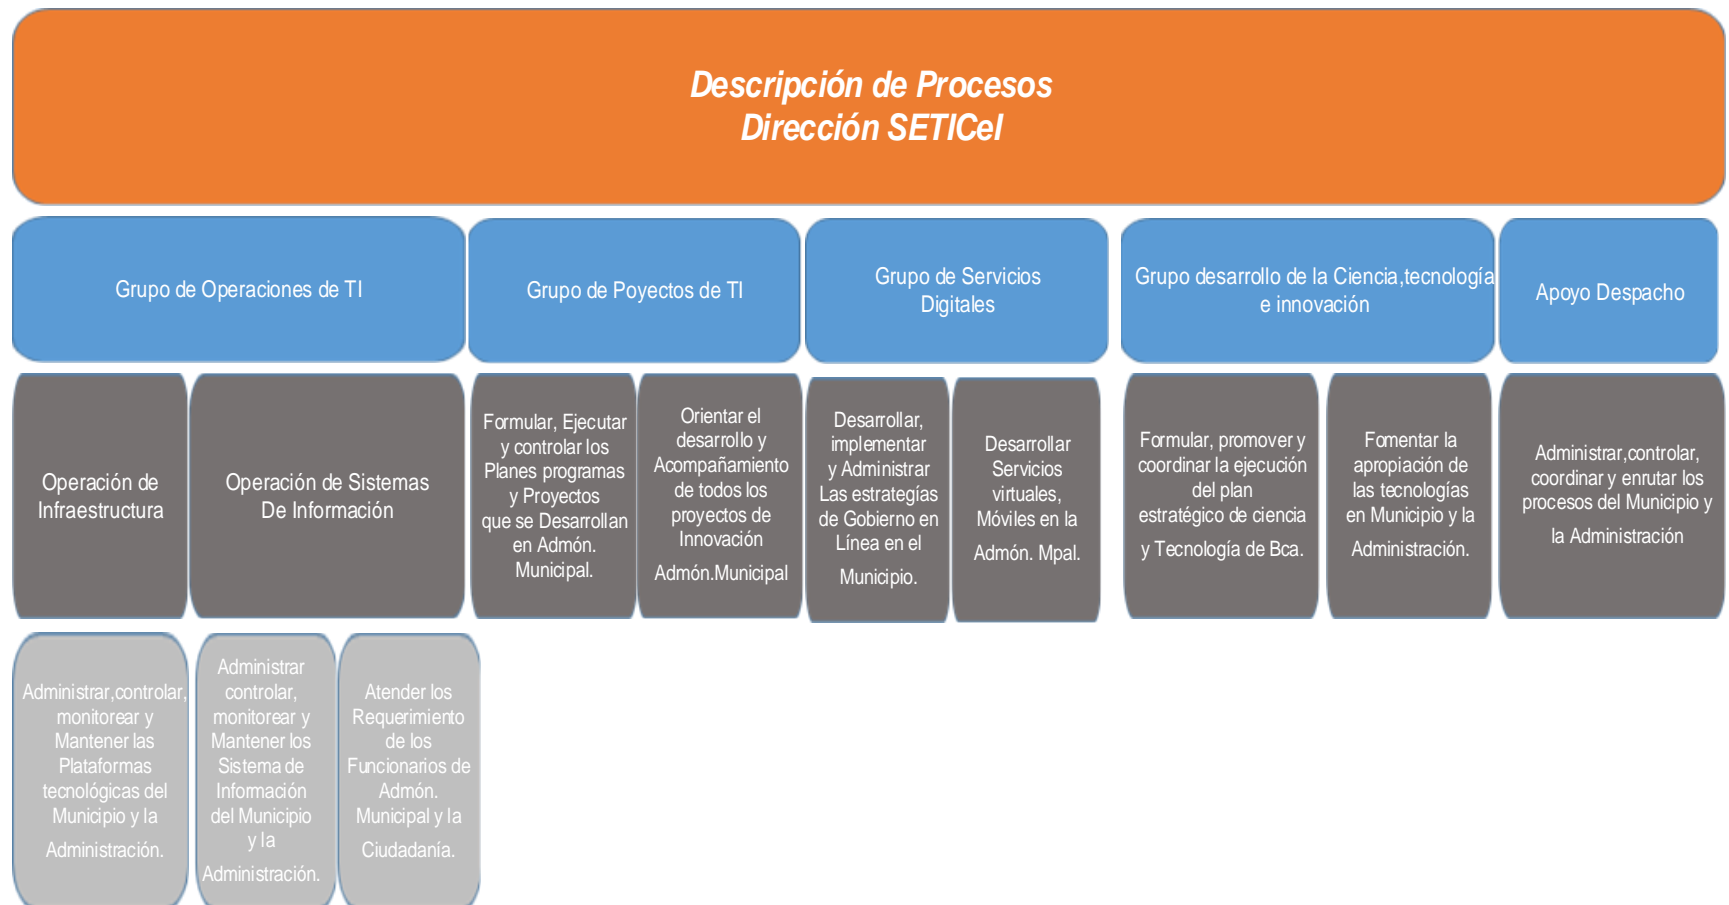 Descripción de Procesos
Dirección SETICel
Grupo de Operaciones de TI
Grupo de Poyectos de TI
Grupo de Servicios
Digitales
Grupo desarrollo de la Ciencia,tecnología
e innovación
Apoyo Despacho
Operación de
Infraestructura
Operación de Sistemas
De Información
Formular, Ejecutar
y controlar los
Planes programas
y Proyectos
que se Desarrollan
en Admón.
Municipal.
Orientar el
desarrollo y
Acompañamiento
de todos los
proyectos de
Innovación
Admón.Municipal
Desarrollar,
implementar
y Administrar
Las estrategías
de Gobierno en
Línea en el
Municipio.
Desarrollar
Servicios
virtuales,
Móviles en la
Admón. Mpal.
Formular, promover y
coordinar la ejecución
del plan
estratégico de ciencia
y Tecnología de Bca.
Fomentar la
apropiación de
las tecnologías
en Municipio y la
Administración.
Administrar,controlar,
coordinar y enrutar los
procesos del Municipio y
la Administración
Administrar,controlar,
monitorear y
Mantener las
Plataformas
tecnológicas del
Municipio y la
Administración.
Administrar
controlar,
monitorear y
Mantener los
Sistema de
Información
del Municipio
y la
Administración.
Atender los
Requerimiento
de los
Funcionarios de
Admón.
Municipal y la
Ciudadanía.